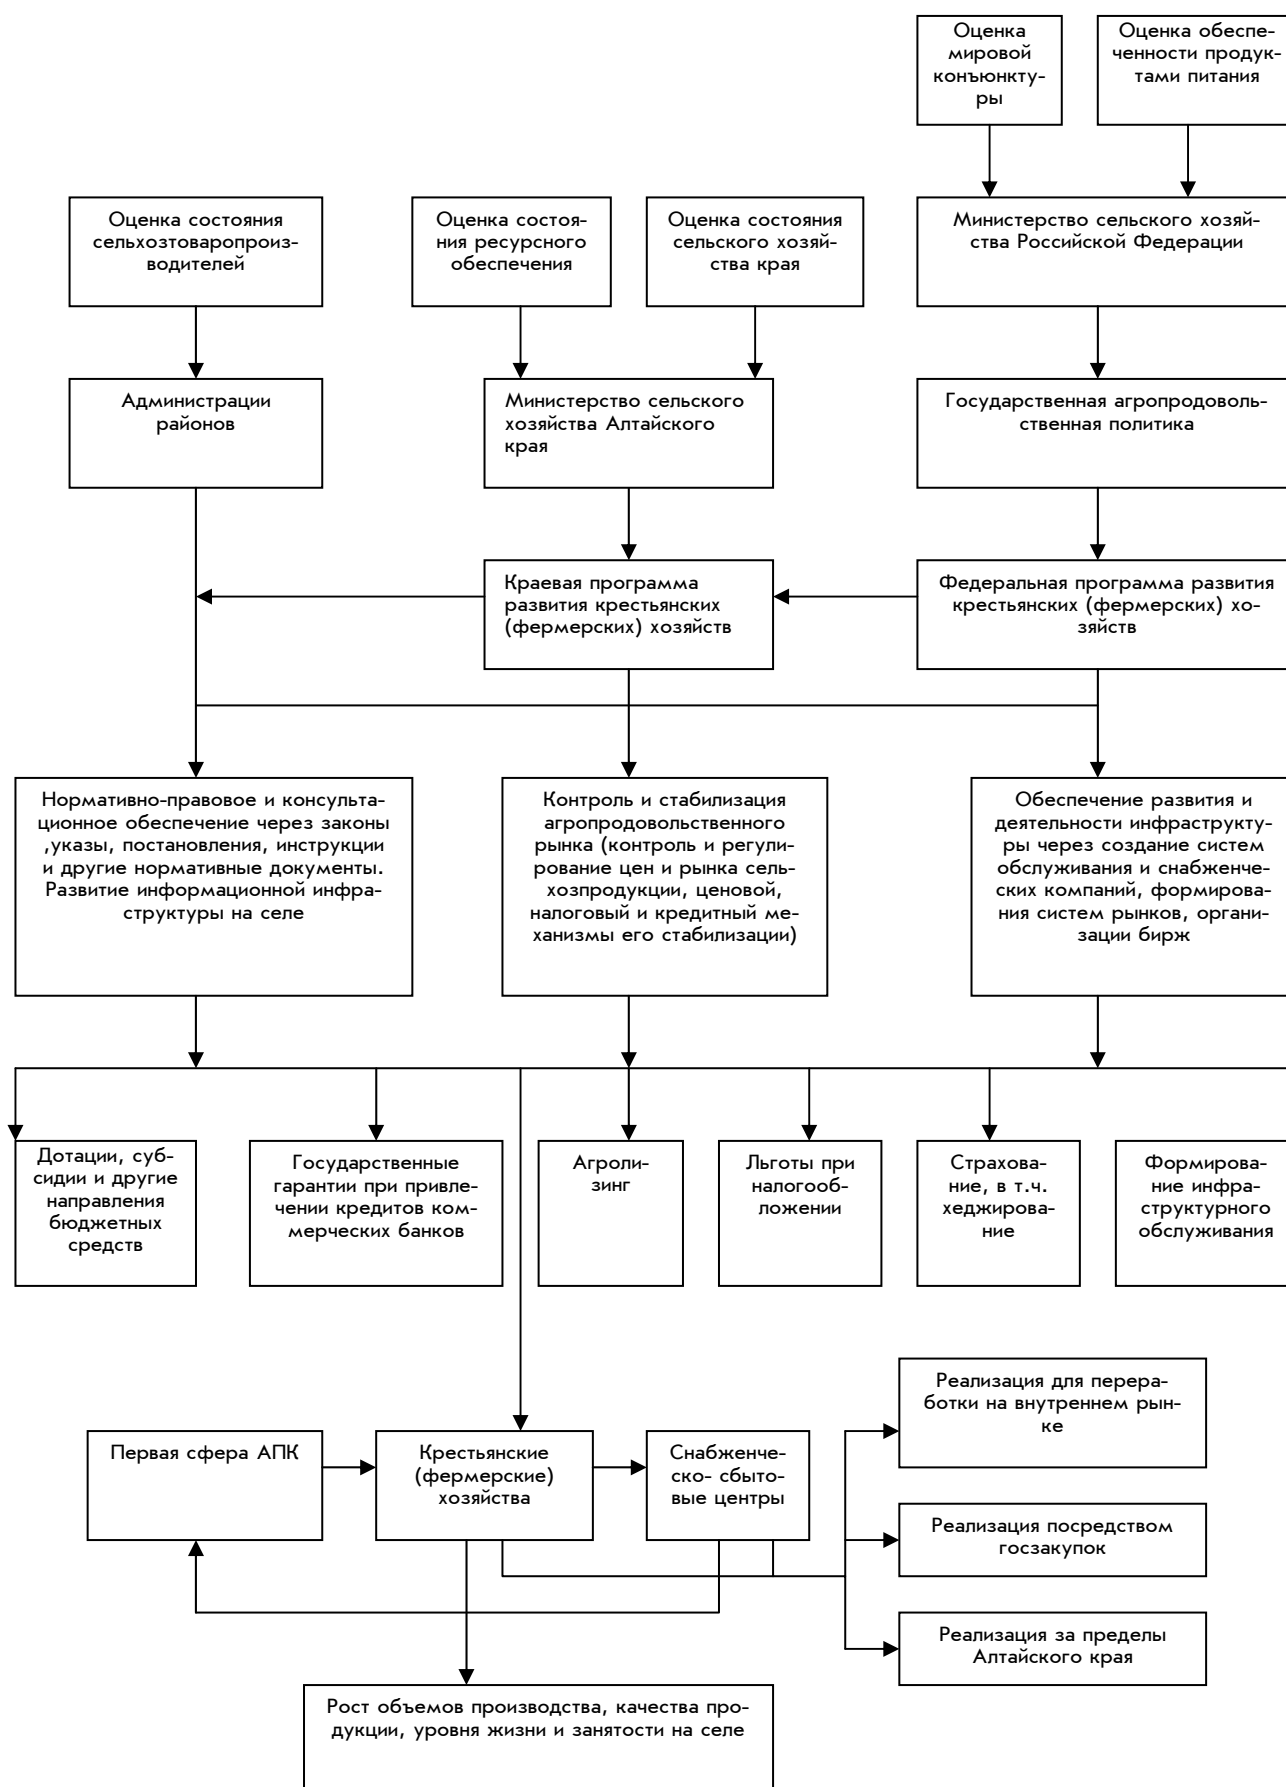 Оценка
мировой
конъюнкту-
ры
Оценка обеспе-
ченности продук-
тами питания
Оценка состояния
сельхозтоваропроиз-
водителей
Оценка состоя-
ния ресурсного
обеспечения
Оценка состояния
сельского хозяй-
ства края
Министерство сельского хозяй-
ства Российской Федерации
Администрации
районов
Министерство сельского
хозяйства Алтайского
края
Государственная агропродоволь-
ственная политика
Краевая программа
развития крестьянских
(фермерских) хозяйств
Федеральная программа развития
крестьянских (фермерских) хо-
зяйств
Нормативно-правовое и консульта-
ционное обеспечение через законы
,указы, постановления, инструкции
и другие нормативные документы.
Развитие информационной инфра-
структуры на селе
Контроль и стабилизация
агропродовольственного
рынка (контроль и регули-
рование цен и рынка сель-
хозпродукции, ценовой,
налоговый и кредитный ме-
ханизмы его стабилизации)
Обеспечение развития и
деятельности инфраструкту-
ры через создание систем
обслуживания и снабженче-
ских компаний, формирова-
ния систем рынков, органи-
зации бирж
Дотации, суб-
сидии и другие
направления
бюджетных
средств
Государственные
гарантии при привле-
чении кредитов ком-
мерческих банков
Агроли-
зинг
Льготы при
налогооб-
ложении
Страхова-
ние, в т.ч.
хеджирова-
ние
Формирова-
ние инфра-
структурного
обслуживания
Первая сфера АПК
Крестьянские
(фермерские)
хозяйства
Снабженче-
ско- сбыто-
вые центры
Реализация для перера-
ботки на внутреннем рын-
ке
Реализация посредством
госзакупок
Реализация за пределы
Алтайского края
Рост объемов производства, качества про-
дукции, уровня жизни и занятости на селе